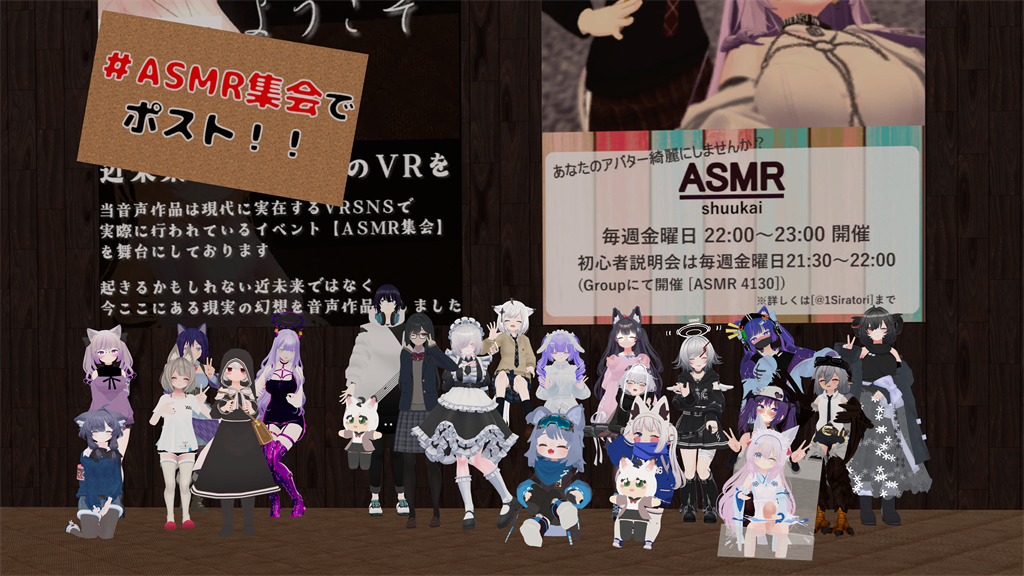 ようこそ
#ASMR集会で
ポスト！！
のVRを
当音声作品は現代に実在するVRSNSで
実際に行われているイベント【ASMR集会】
を舞台にしております
起きるかもしれない近未来ではなく
今ここにある現実の幻想を音声作品
ました
あなたのアバター綺麗にしませんか!?
ASMR
shuukai
毎週金曜日 22:00～23:00 開催
初心者説明会は毎週金曜日21:30～22:00
(Groupにて開催 [ASMR 4130])
※詳しくは[@1Siratori]まで